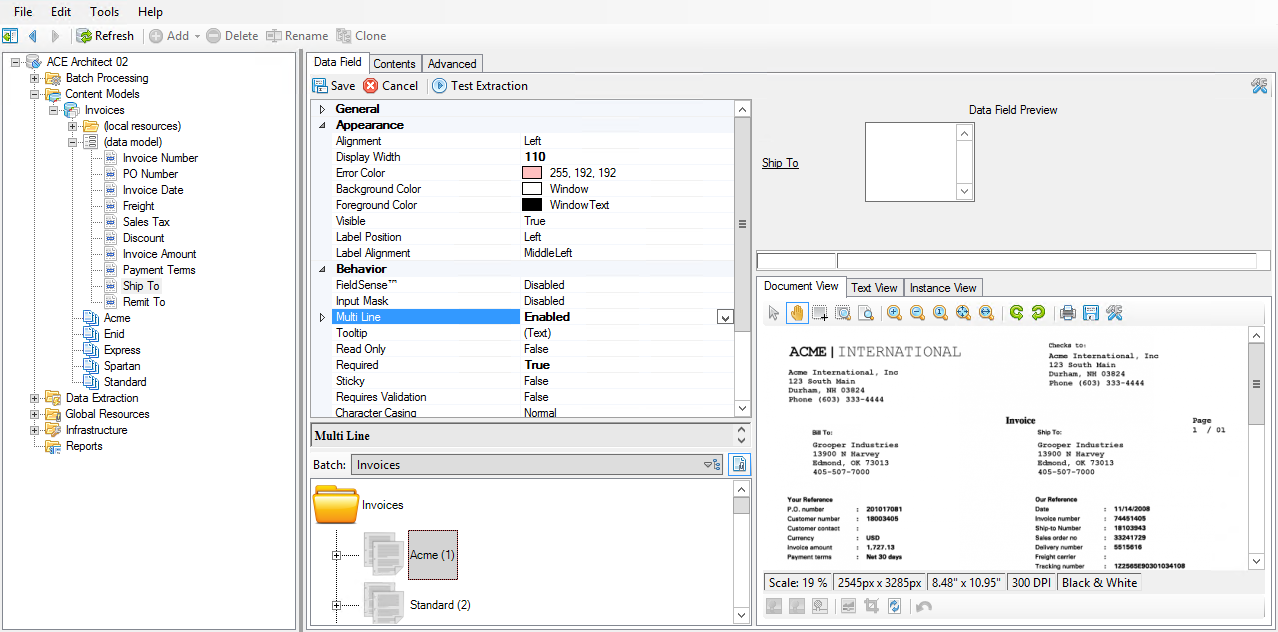 File Edit Tools Help
Refresh Add Delete Rename Clone
ACE Architect 02
Batch Processing
Content Models
Invoices
(local resources)
(data model)
Invoice Number
PO Number
Invoice Date
Freight
Sales Tax
Discount
Invoice Amount
Payment Terms
Ship To
Remit To
Acme
Enid
Express
Spartan
Standard
Data Extraction
Global Resources
Infrastructure
Reports
Data Field Contents Advanced
Save Cancel Test Extraction
General
Appearance
Alignment Left
Display Width 110
Error Color 255, 192, 192
Background Color Window
Foreground Color WindowText
Visible True
Label Position Left
Label Alignment MiddleLeft
Behavior
FieldSense™ Disabled
Input Mask Disabled
Multi Line Enabled
Tooltip (Text)
Read Only False
Required True
Sticky False
Requires Validation False
Character Casing Normal
Multi Line
Batch: Invoices
Invoices
Acme (1)
Standard (2)
Data Field Preview
Ship To
Document View Text View Instance View
ACME | INTERNATIONAL
Acme International, Inc
123 South Main
Durham, NH 03824
Phone (603) 333-4444
Checks to:
Acme International, Inc
123 South Main
Durham, NH 03824
Phone (603) 333-4444
Invoice
Page
1 / 01
Bill To:
Grooper Industries
13900 N Harvey
Edmond, OK 73013
405-507-7000
Ship To:
Grooper Industries
13900 N Harvey
Edmond, OK 73013
405-507-7000
Your Reference
P.O. number : 201017081
Customer number : 18003405
Customer contact :
Currency : USD
Invoice amount : 1,727.13
Payment terms : Net 30 days
Our Reference
Date : 11/14/2008
Invoice number : 74451405
Ship-to Number : 18103943
Sales order no : 33241729
Delivery number : 5515616
Freight carrier :
Tracking number : 1Z2565E90301034108
Scale: 19 % 2545px x 3285px 8.48" x 10.95" 300 DPI Black & White